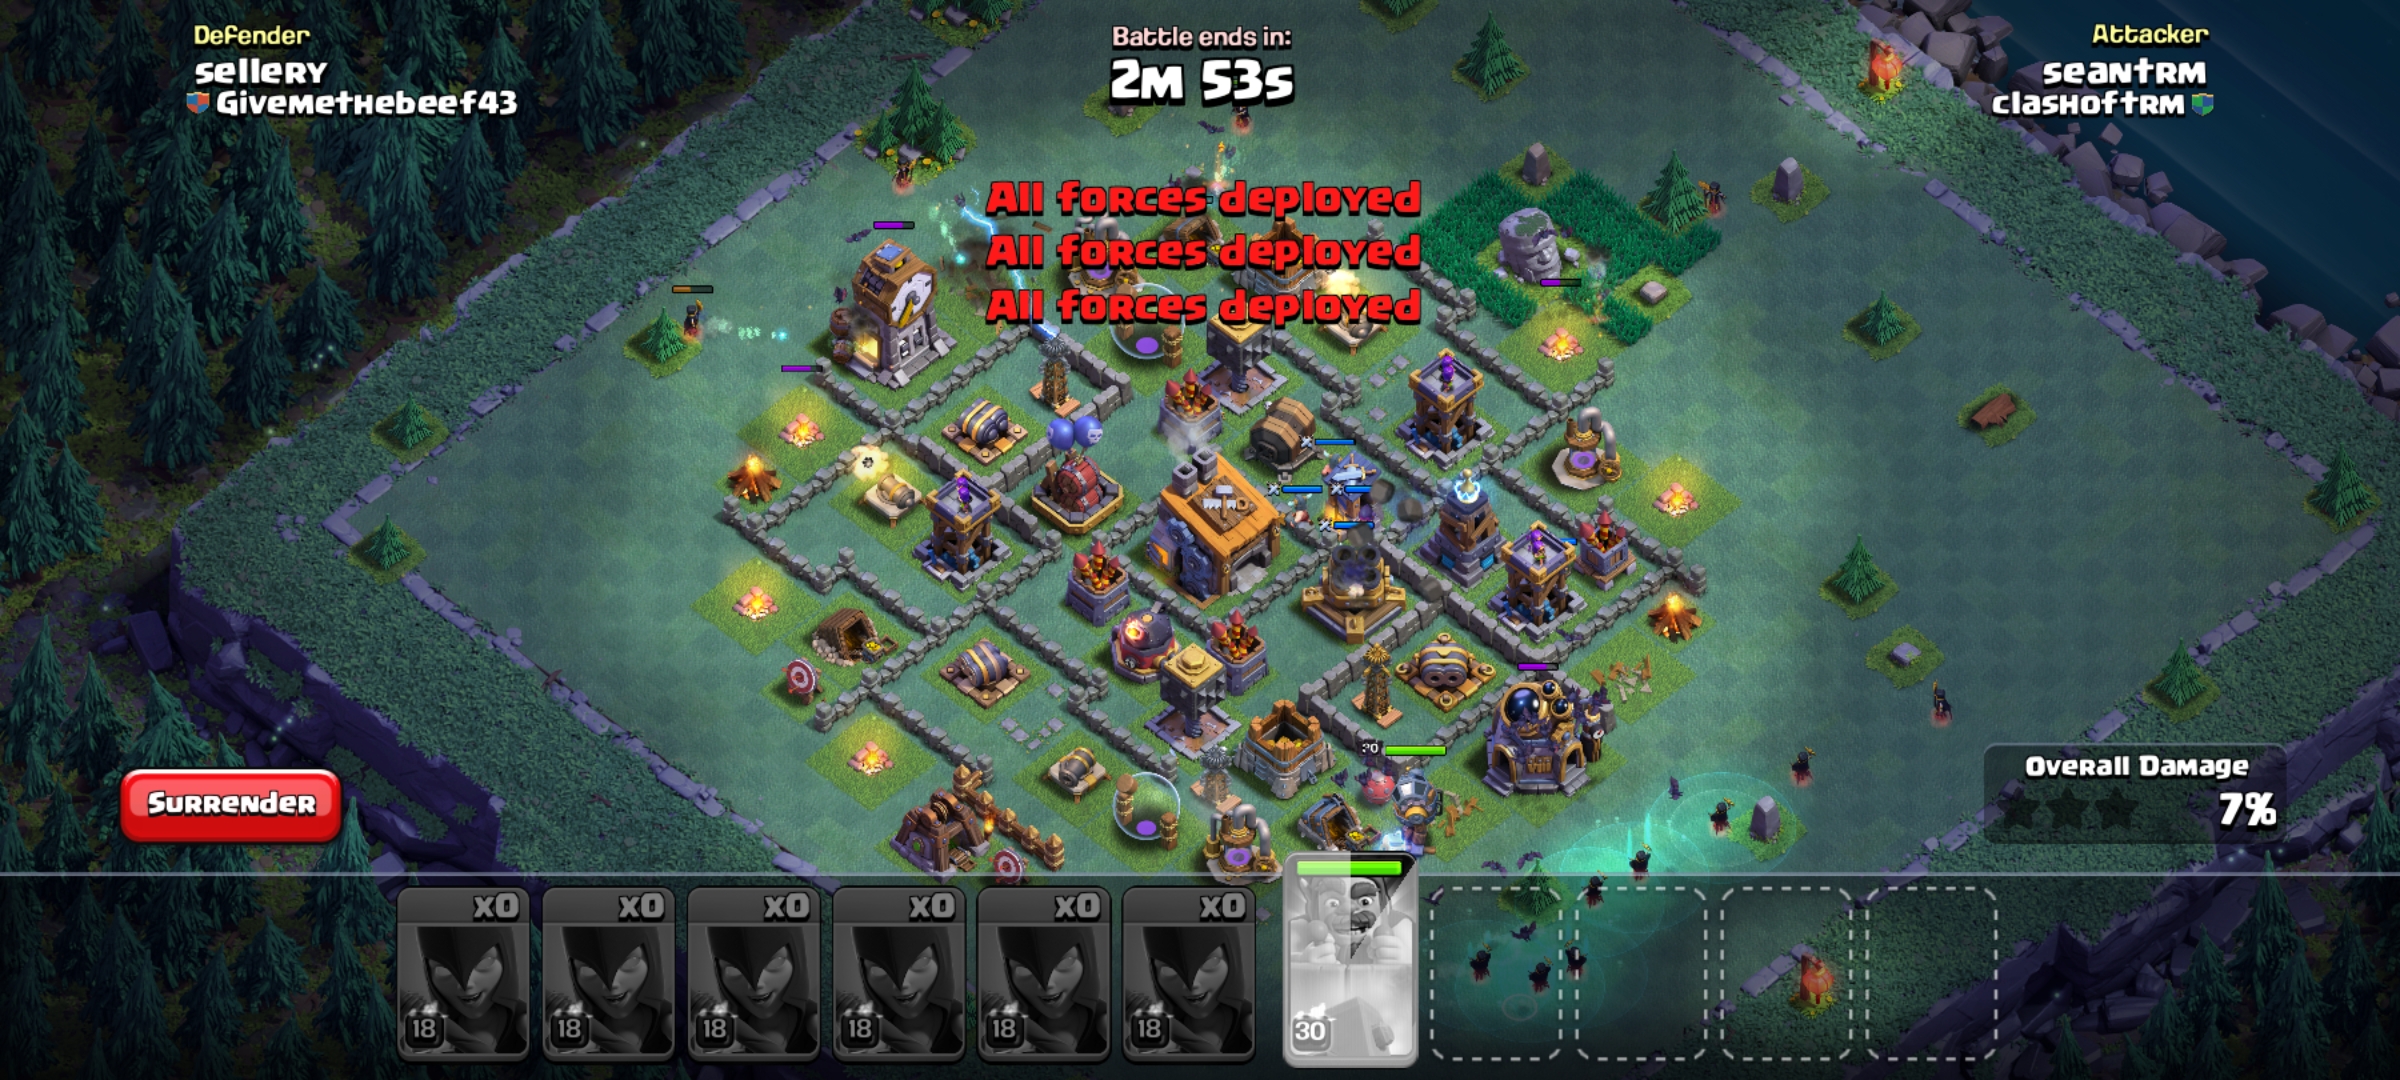 Defender
sellery
Givemethebeef43
Battle ends in:
2m 53s
Attacker
seantrm
clashoftrm
All forces deployed
All forces deployed
All forces deployed
30
Surrender
Overall Damage
7%
x0
x0
x0
x0
x0
x0
18
18
18
18
18
18
30